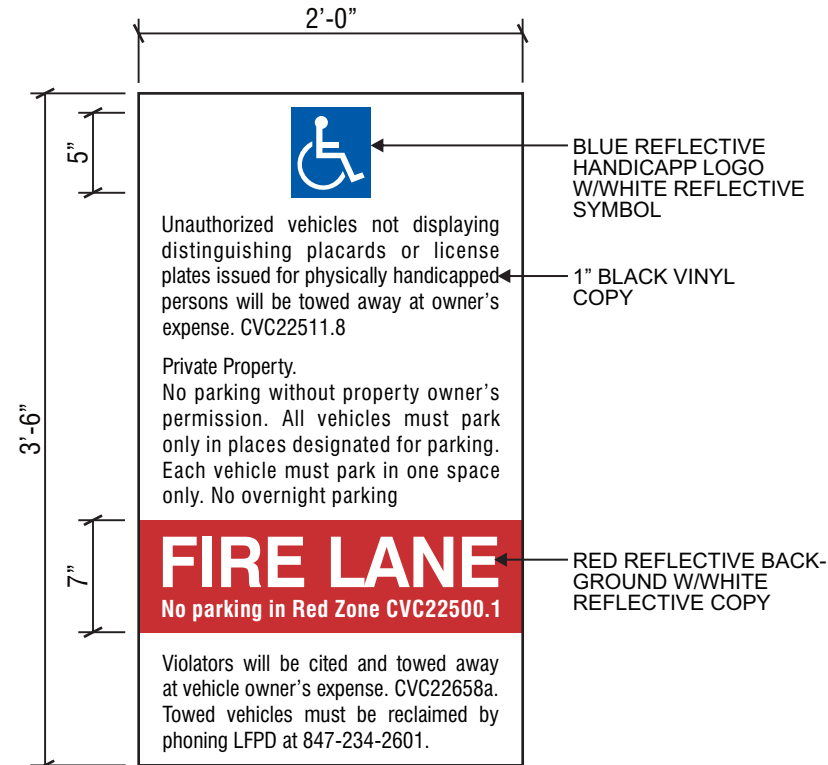 2'-0”
5”
BLUE REFLECTIVE
HANDICAPP LOGO
W/WHITE REFLECTIVE
SYMBOL
Unauthorized vehicles not displaying
distinguishing placards or license
plates issued for physically handicapped
persons will be towed away at owner's
expense. CVC22511.8
1” BLACK VINYL
COPY
Private Property.
No parking without property owner's
permission. All vehicles must park
only in places designated for parking.
Each vehicle must park in one space
only. No overnight parking
3'-6”
7”
FIRE LANE
No parking in Red Zone CVC22500.1
RED REFLECTIVE BACK-
GROUND W/WHITE
REFLECTIVE COPY
Violators will be cited and towed away
at vehicle owner's expense. CVC22658a.
Towed vehicles must be reclaimed by
phoning LFPD at 847-234-2601.